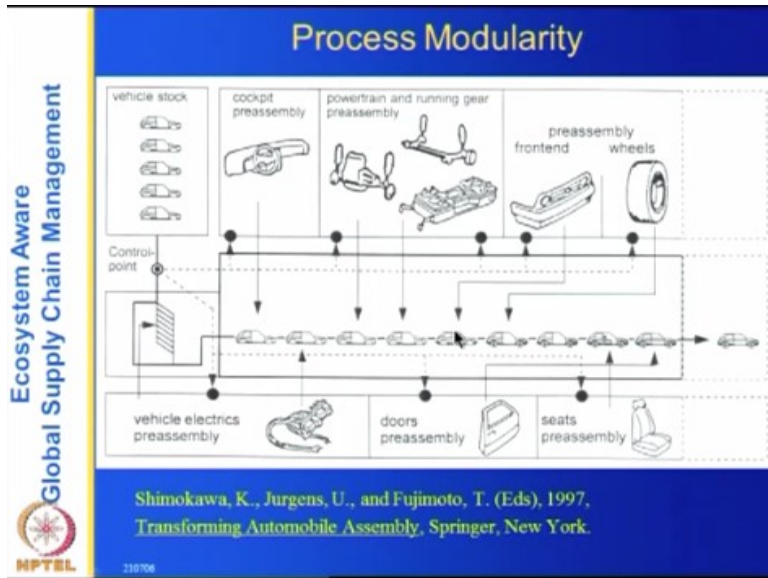 Process Modularity
Ecosystem Aware
Global Supply Chain Management
vehicle stock
cockpit
preassembly
powertrain and running gear
preassembly
preassembly
frontend wheels
Control-
point
vehicle electrics
preassembly
doors
preassembly
seats
preassembly
Shimokawa, K., Jurgens, U., and Fujimoto, T. (Eds), 1997,
Transforming Automobile Assembly, Springer, New York.
NPTEL
210706